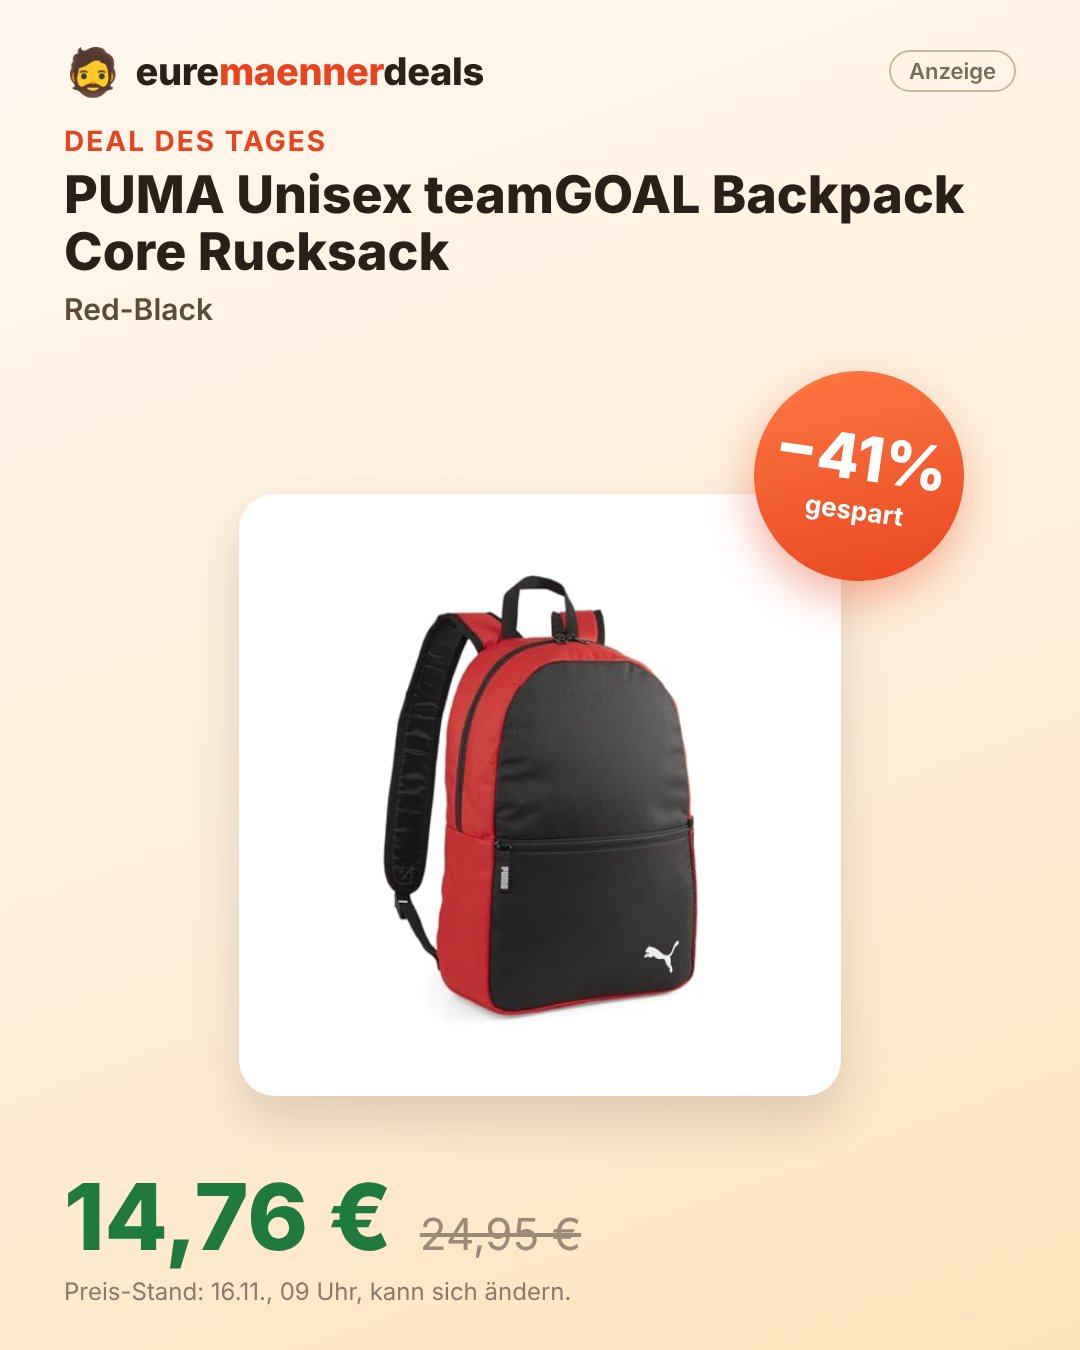 euremaennerdeals
Anzeige
DEAL DES TAGES
PUMA Unisex teamGOAL Backpack
Core Rucksack
Red-Black
−41%
gespart
PUMA
14,76 € 24,95 €
Preis-Stand: 16.11., 09 Uhr, kann sich ändern.